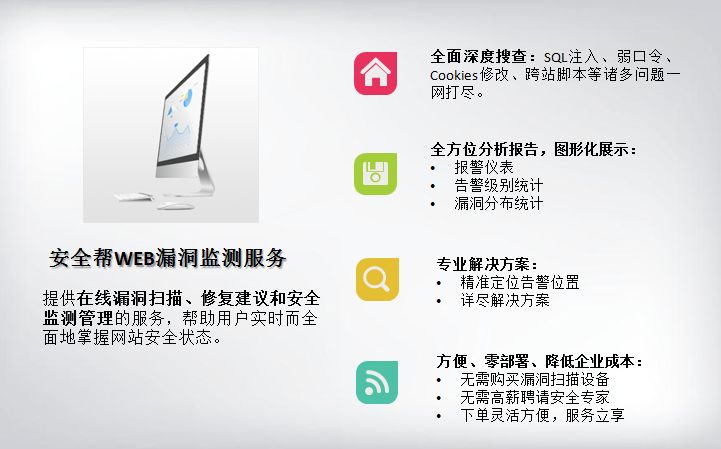 安全帮WEB漏洞监测服务
提供在线漏洞扫描、修复建议和安全
监测管理的服务，帮助用户实时而全
面地掌握网站安全状态。
全面深度搜查：SQL注入、弱口令、
Cookies修改、跨站脚本等诸多问题一
网打尽。
全方位分析报告，图形化展示：
• 报警仪表
• 告警级别统计
• 漏洞分布统计
专业解决方案：
• 精准定位告警位置
• 详尽解决方案
方便、零部署、降低企业成本：
• 无需购买漏洞扫描设备
• 无需高薪聘请安全专家
• 下单灵活方便，服务立享